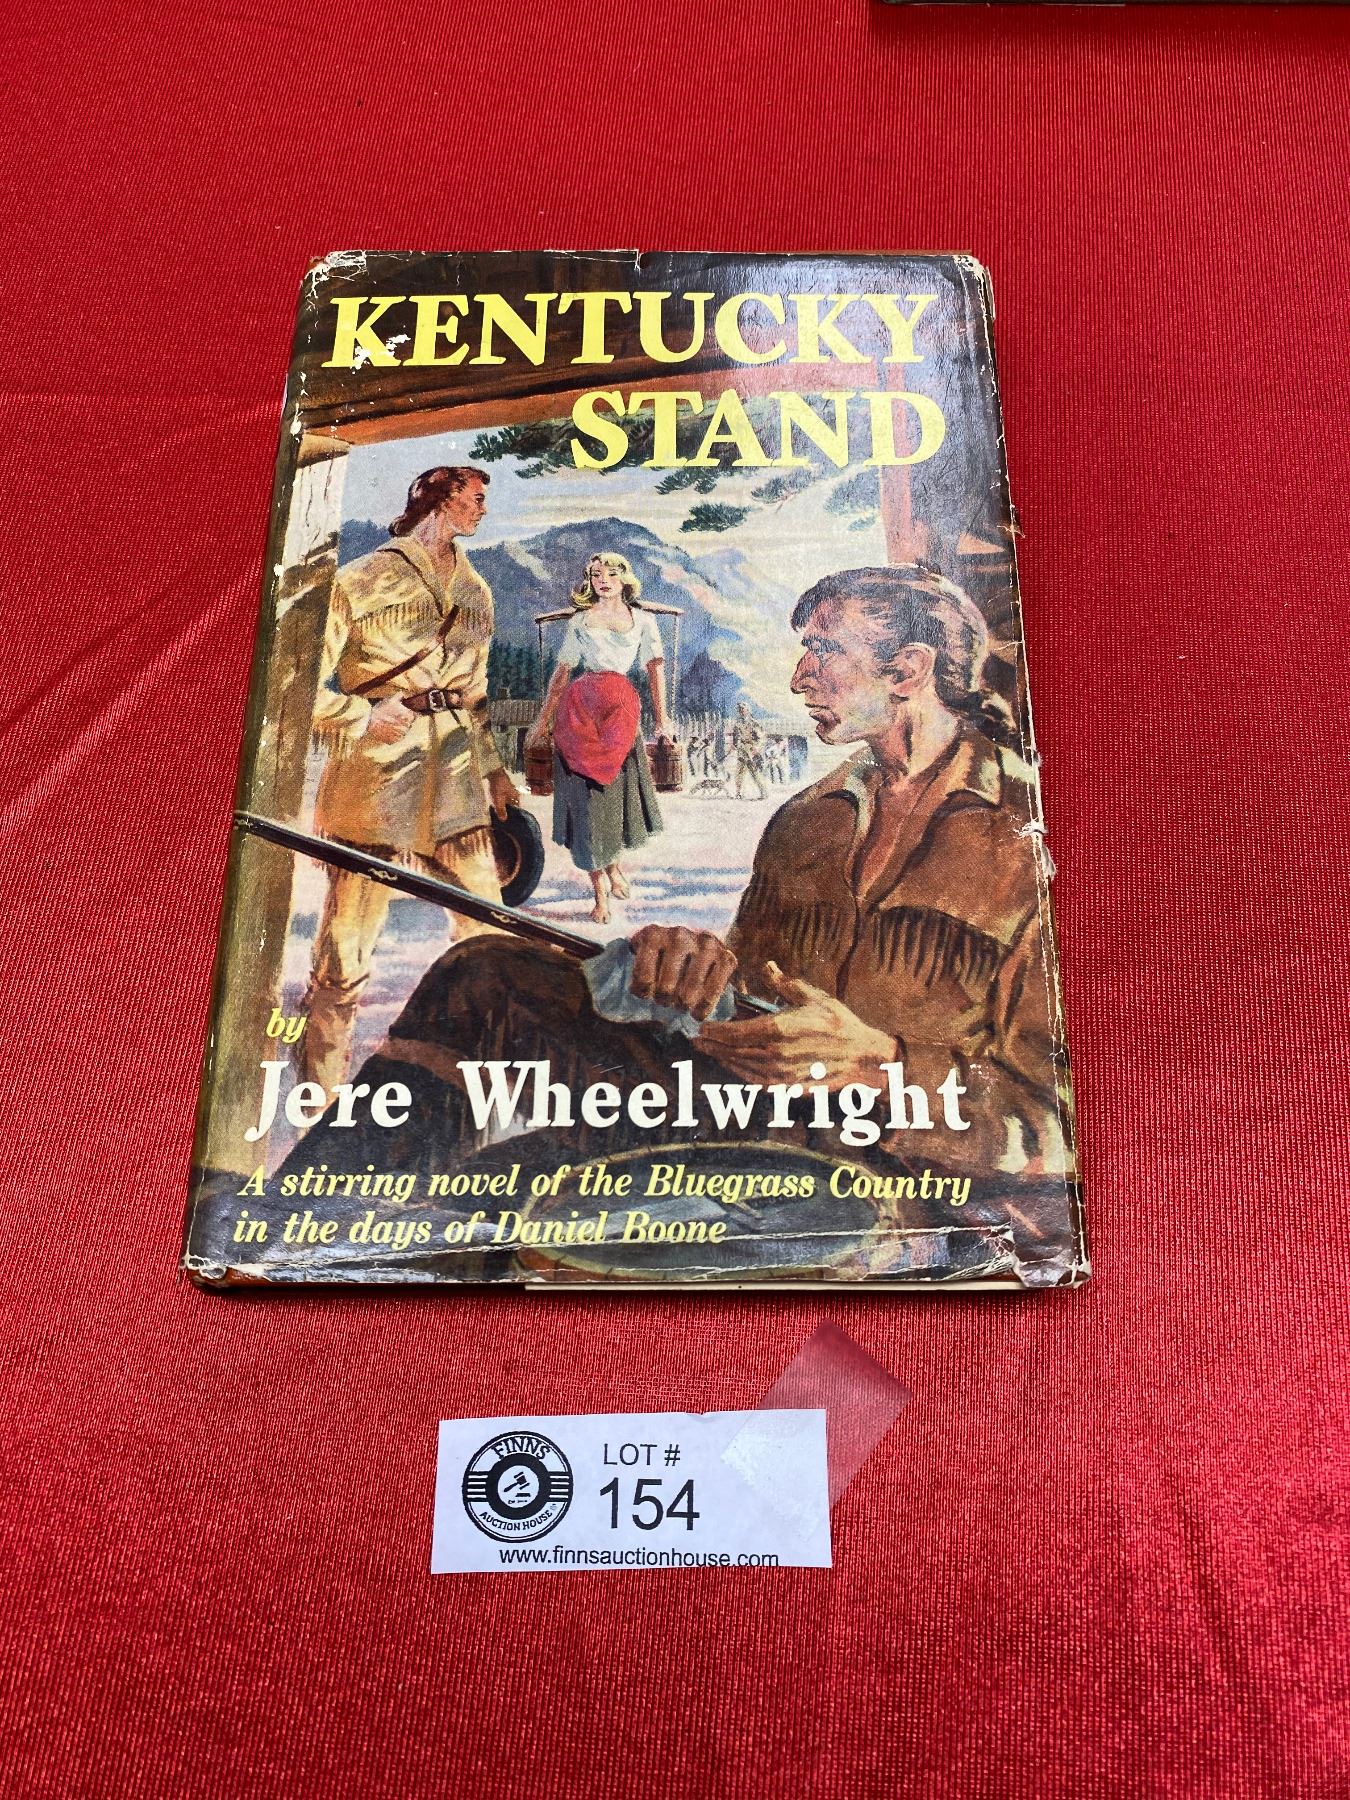 KENTUCKY
STAND
by
Jere Wheelwright
A stirring novel of the Bluegrass Country
in the days of Daniel Boone
FINNS
AUCTION HOUSE
LOT #
154
www.finnsauctionhouse.com